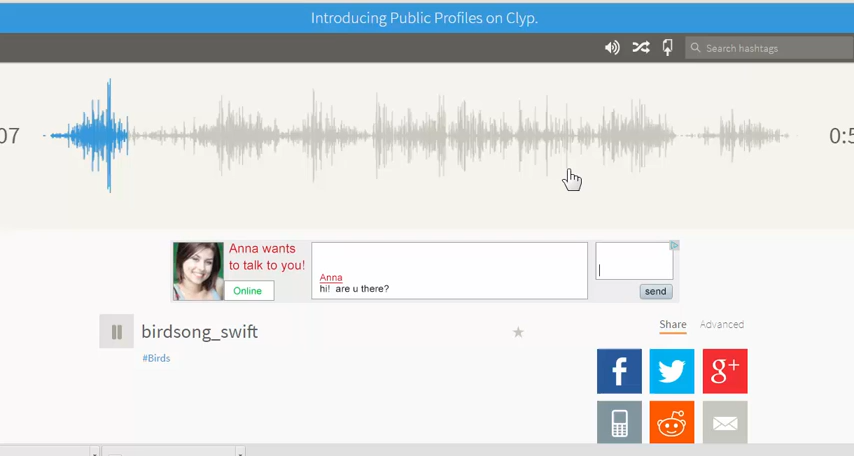 Introducing Public Profiles on Clyp.
Search hashtags
07
0:5
Anna wants
to talk to you!
Online
Anna
hi! are u there?
send
birdsong_swift
Share
Advanced
#Birds
f
g+